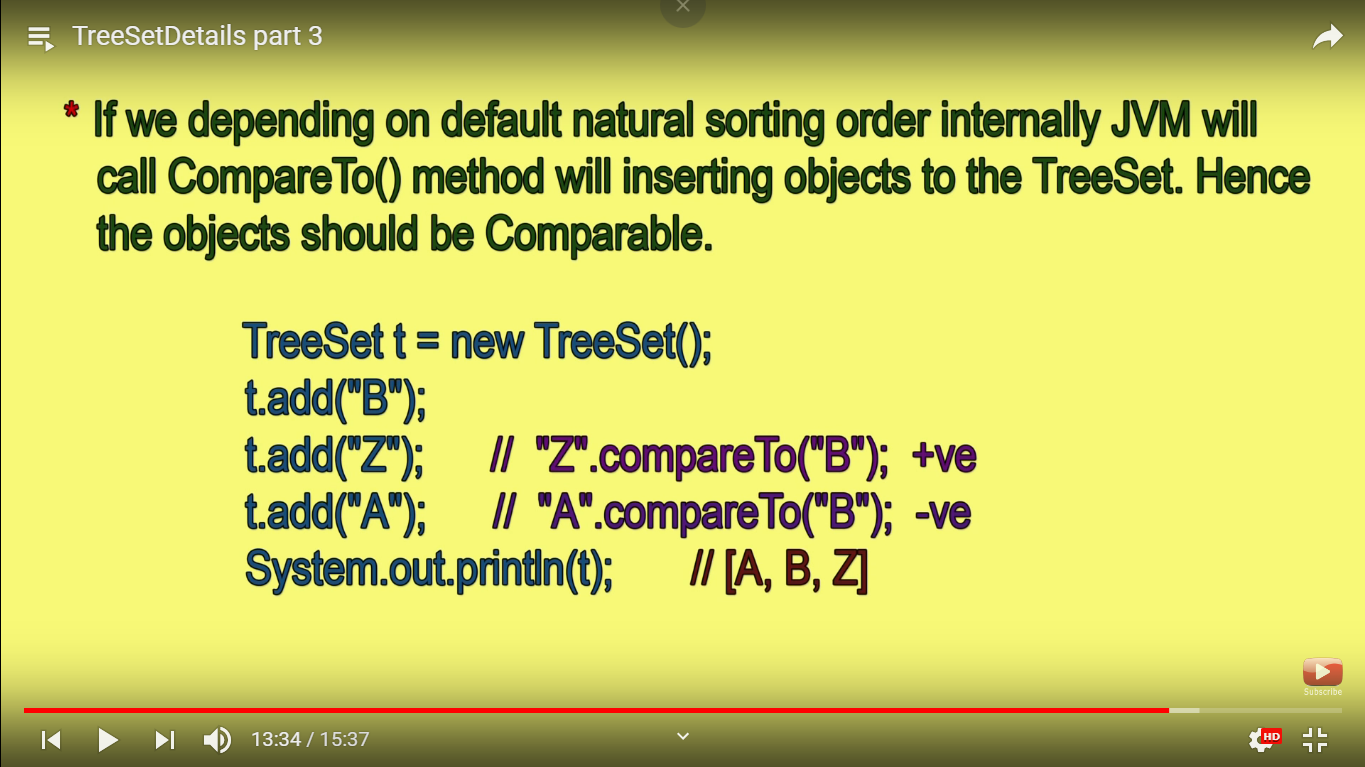 TreeSetDetails part 3
* If we depending on default natural sorting order internally JVM will
call CompareTo() method will inserting objects to the TreeSet. Hence
the objects should be Comparable.
TreeSet t = new TreeSet();
t.add("B");
t.add("Z"); // "Z".compareTo("B"); +ve
t.add("A"); // "A".compareTo("B"); -ve
System.out.println(t); // [A, B, Z]
Subscribe
13:34 / 15:37
HD